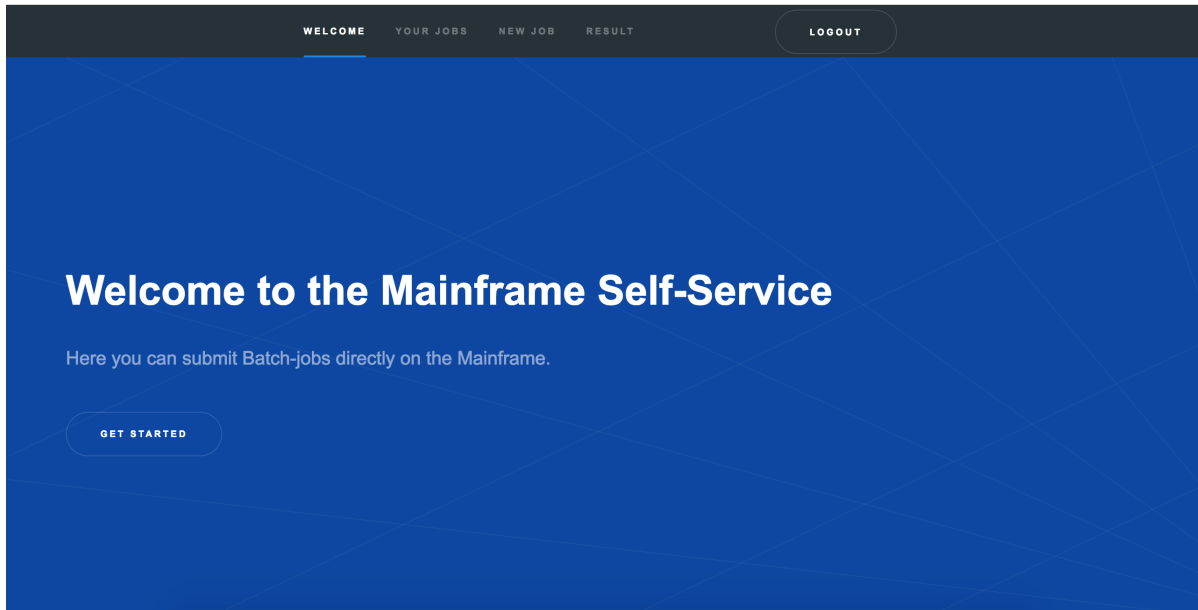 WELCOME YOUR JOBS NEW JOB RESULT LOGOUT
Welcome to the Mainframe Self-Service
Here you can submit Batch-jobs directly on the Mainframe.
GET STARTED